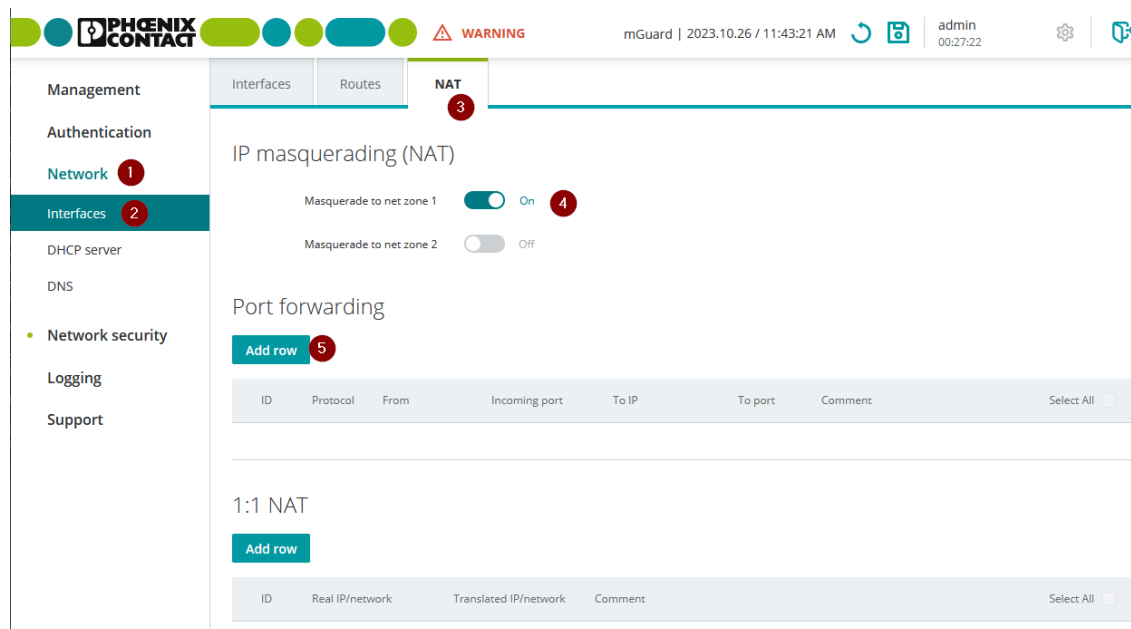 PHŒNIX
CONTACT
WARNING
mGuard | 2023.10.26 / 11:43:21 AM
admin
00:27:22
Management
Authentication
Network 1
Interfaces 2
DHCP server
DNS
Network security
Logging
Support
Interfaces
Routes
NAT
3
IP masquerading (NAT)
Masquerade to net zone 1 On 4
Masquerade to net zone 2 Off
Port forwarding
Add row 5
ID Protocol From Incoming port To IP To port Comment Select All
1:1 NAT
Add row
ID Real IP/network Translated IP/network Comment Select All